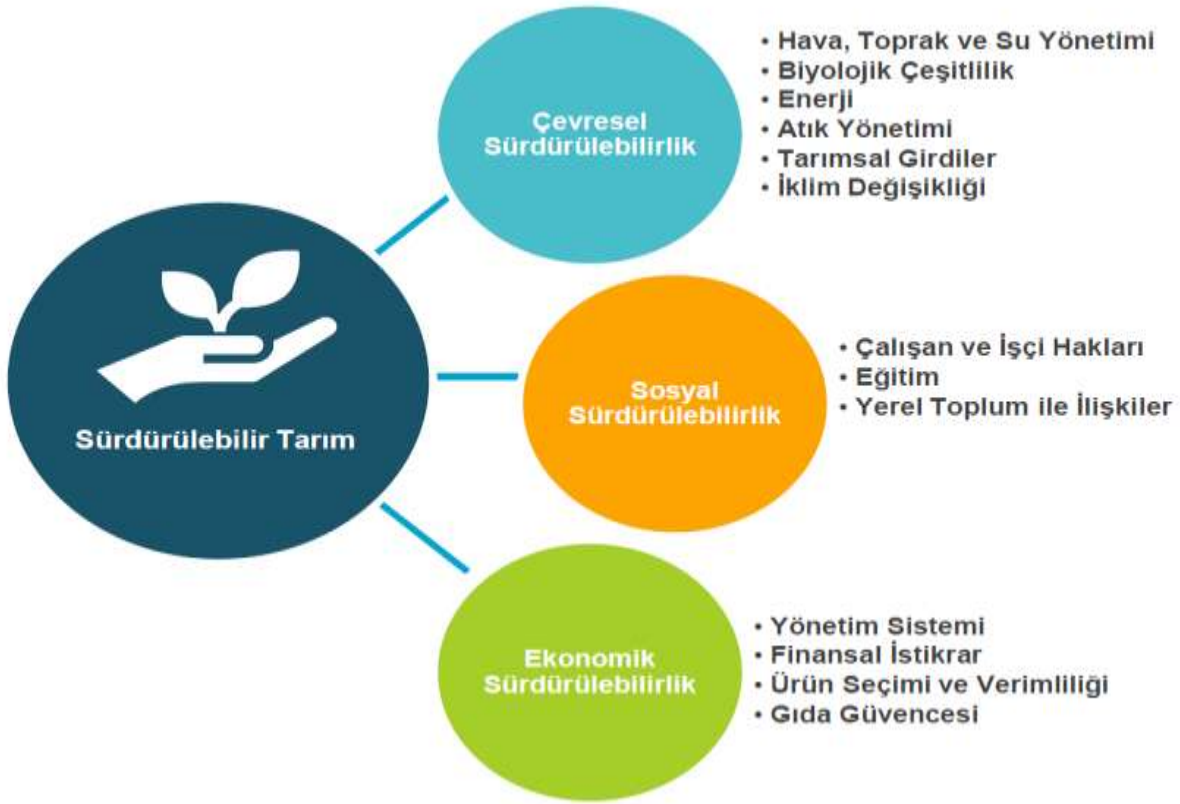 Sürdürülebilir Tarım
Çevresel
Sürdürülebilirlik
• Hava, Toprak ve Su Yönetimi
• Biyolojik Çeşitlilik
• Enerji
• Atık Yönetimi
• Tarımsal Girdiler
• İklim Değişikliği
Sosyal
Sürdürülebilirlik
• Çalışan ve İşçi Hakları
• Eğitim
• Yerel Toplum ile İlişkiler
Ekonomik
Sürdürülebilirlik
• Yönetim Sistemi
• Finansal İstikrar
• Ürün Seçimi ve Verimliliği
• Gıda Güvencesi